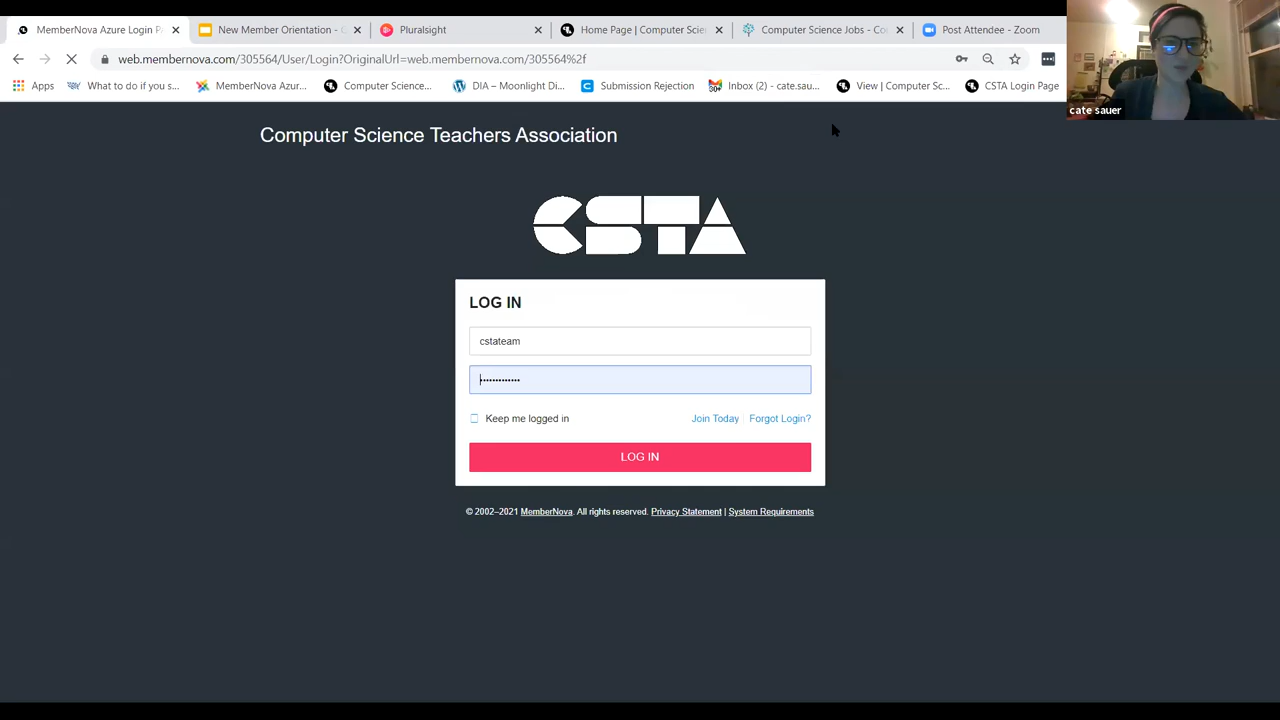 MemberNova Azure Login P
New Member Orientation - G
Pluralsight
Home Page | Computer Scie
Computer Science Jobs - Co
Post Attendee - Zoom
web.membernova.com/305564/User/Login?OriginalUrl=web.membernova.com/305564%2f
Apps
What to do if you s...
MemberNova Azur...
Computer Science...
DIA – Moonlight Di...
Submission Rejection
Inbox (2) - cate.sau...
View | Computer Sc...
CSTA Login Page
cate sauer
Computer Science Teachers Association
CSTA
LOG IN
cstateam
Keep me logged in
Join Today
Forgot Login?
LOG IN
© 2002–2021 MemberNova. All rights reserved. Privacy Statement | System Requirements